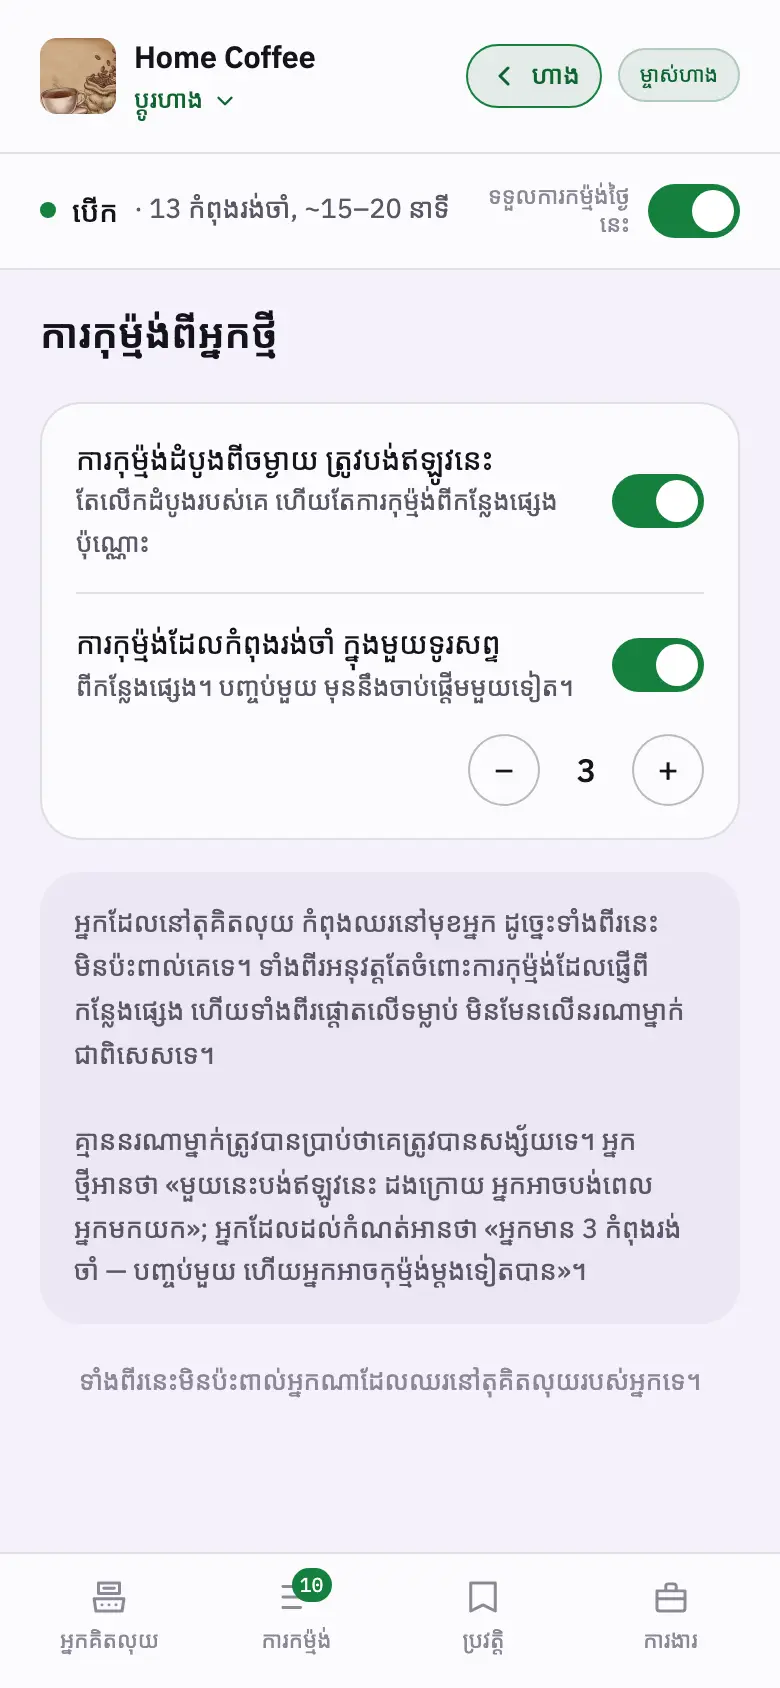 Home Coffee
ប្ដូរហាង
ហាង
ម្ចាស់ហាង
បើក · 13 កំពុងរង់ចាំ, ~15–20 នាទី
ទទួលការកម្ម៉ង់ថ្ងៃ
នេះ
ការកុម្ម៉ង់ពីអ្នកថ្មី
ការកុម្ម៉ង់ដំបូងពីចម្ងាយ ត្រូវបង់ឥឡូវនេះ
តែលើកដំបូងរបស់គេ ហើយតែការកុម្ម៉ង់ពីកន្លែងផ្សេង
ប៉ុណ្ណោះ
ការកុម្ម៉ង់ដែលកំពុងរង់ចាំ ក្នុងមួយទូរសព្ទ
ពីកន្លែងផ្សេង។ បញ្ចប់មួយ មុននឹងចាប់ផ្ដើមមួយទៀត។
− 3 +
អ្នកដែលនៅតុគិតលុយ កំពុងឈរនៅមុខអ្នក ដូច្នេះទាំងពីរនេះ
មិនប៉ះពាល់គេទេ។ ទាំងពីរអនុវត្តតែចំពោះការកុម្ម៉ង់ដែលផ្ញើពី
កន្លែងផ្សេង ហើយទាំងពីរផ្ដោតលើទម្លាប់ មិនមែនលើនរណាម្នាក់
ជាពិសេសទេ។
គ្មាននរណាម្នាក់ត្រូវបានប្រាប់ថាគេត្រូវបានសង្ស័យទេ។ អ្នក
ថ្មីអានថា «មួយនេះបង់ឥឡូវនេះ ដងក្រោយ អ្នកអាចបង់ពេល
អ្នកមកយក»; អ្នកដែលដល់កំណត់អានថា «អ្នកមាន 3 កំពុងរង់
ចាំ — បញ្ចប់មួយ ហើយអ្នកអាចកុម្ម៉ង់ម្ដងទៀតបាន»។
ទាំងពីរនេះមិនប៉ះពាល់អ្នកណាដែលឈរនៅតុគិតលុយរបស់អ្នកទេ។
10
អ្នកគិតលុយ
ការកម្ម៉ង់
ប្រវត្តិ
ការងារ